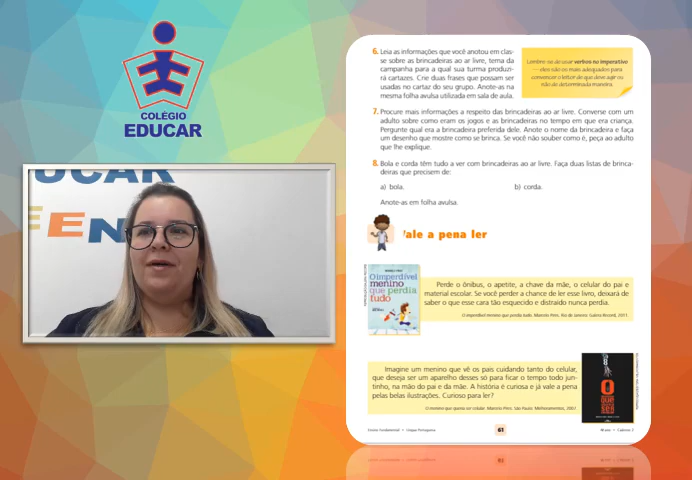 COLÉGIO
EDUCAR
UCAR
EN
6. Leia as informações que você anotou em clas-
se sobre as brincadeiras ao ar livre, tema da
campanha para a qual sua turma produzi-
rá cartazes. Crie duas frases que possam ser
usadas no cartaz do seu grupo. Anote-as na
mesma folha avulsa utilizada em sala de aula.
Lembre-se de usar verbos no imperativo
— eles são os mais adequados para
convencer o leitor de que deve agir ou
não de determinada maneira.
7. Procure mais informações a respeito das brincadeiras ao ar livre. Converse com um
adulto sobre como eram os jogos e as brincadeiras no tempo em que era criança.
Pergunte qual era a brincadeira preferida dele. Anote o nome da brincadeira e faça
um desenho que mostre como se brinca. Se você não souber como é, peça ao adulto
que lhe explique.
8. Bola e corda têm tudo a ver com brincadeiras ao ar livre. Faça duas listas de brinca-
deiras que precisem de:
a) bola. b) corda.
Anote-as em folha avulsa.
Vale a pena ler
O imperdível
menino
que perdia
tudo
Perde o ônibus, o apetite, a chave da mãe, o celular do pai e
material escolar. Se você perder a chance de ler esse livro, deixará de
saber o que esse cara tão esquecido e distraído nunca perdia.
O imperdível menino que perdia tudo. Marcelo Pires. Rio de Janeiro: Galera Record, 2011.
Imagine um menino que vê os pais cuidando tanto do celular,
que deseja ser um aparelho desses só para ficar o tempo todo jun-
tinho, na mão do pai e da mãe. A história é curiosa e já vale a pena
pelas belas ilustrações. Curioso para ler?
O menino que queria ser celular. Marcelo Pires. São Paulo: Melhoramentos, 2007.
Ensino Fundamental • Língua Portuguesa
61